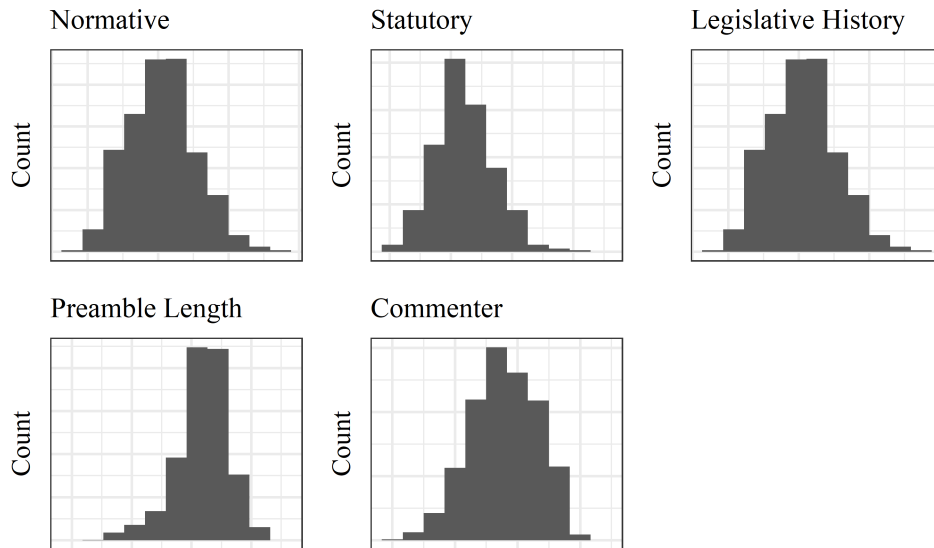 Normative
Statutory
Legislative History
Count
Count
Count
Preamble Length
Commenter
Count
Count